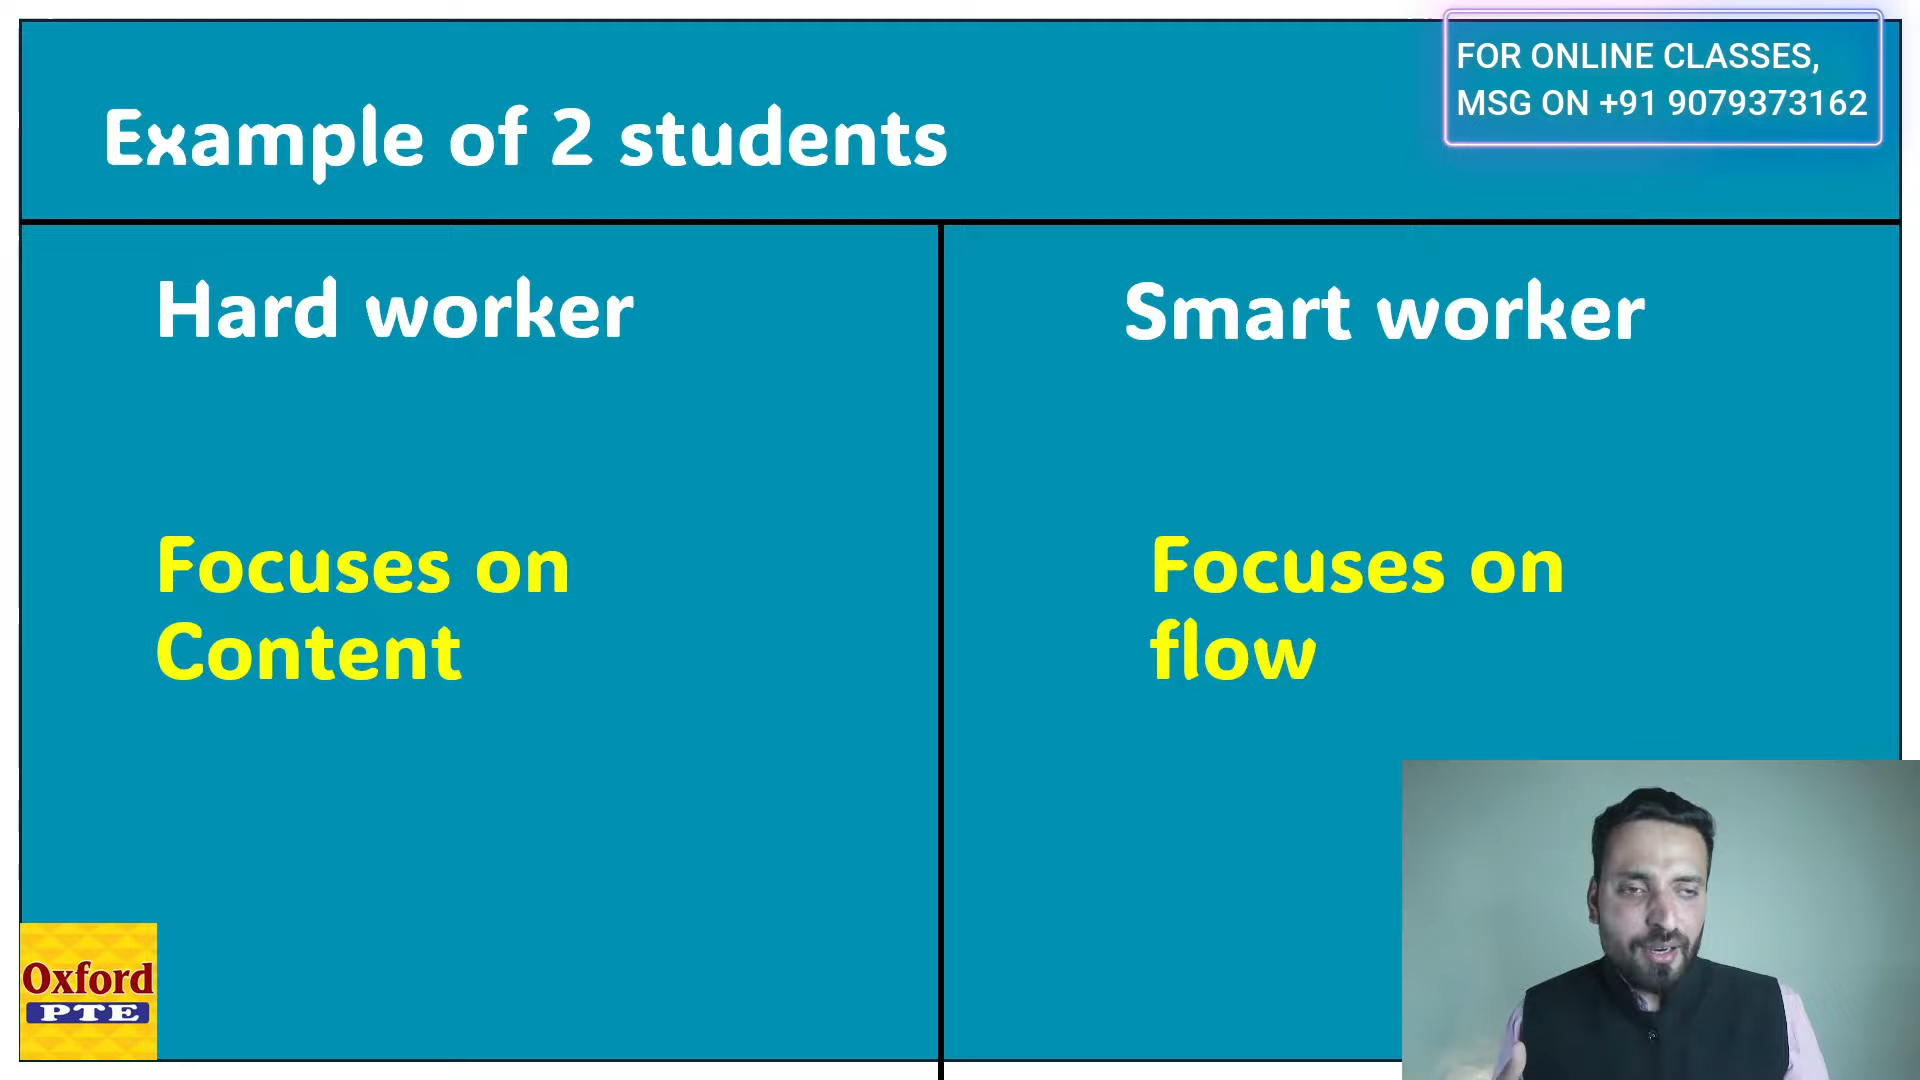 FOR ONLINE CLASSES,
MSG ON +91 9079373162
Example of 2 students
Hard worker
Smart worker
Focuses on
Content
Focuses on
flow
Oxford
PTE